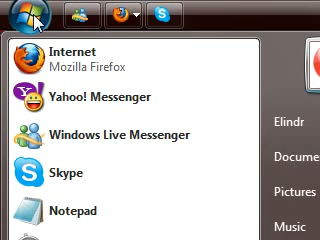 Internet
Mozilla Firefox
Yahoo! Messenger
Windows Live Messenger
Skype
Notepad
Elindr
Docume
Pictures
Music